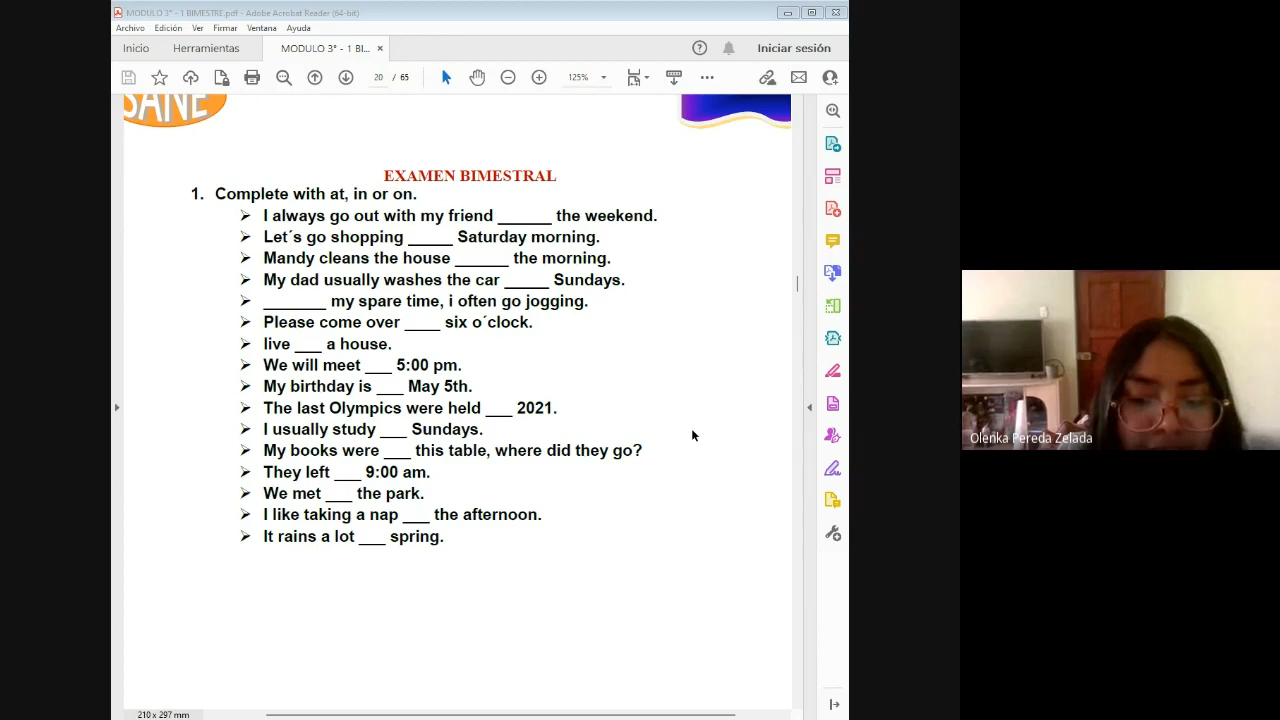 MODULO 3° - 1 BIMESTRE.pdf - Adobe Acrobat Reader (64-bit)
Archivo Edición Ver Firmar Ventana Ayuda
Inicio Herramientas MODULO 3° - 1 BI... × Iniciar sesión
20 / 65 125%
SANE
EXAMEN BIMESTRAL
1. Complete with at, in or on.
➢ I always go out with my friend ______ the weekend.
➢ Let´s go shopping _____ Saturday morning.
➢ Mandy cleans the house ______ the morning.
➢ My dad usually washes the car _____ Sundays.
➢ _______ my spare time, i often go jogging.
➢ Please come over ____ six o´clock.
➢ live ___ a house.
➢ We will meet ___ 5:00 pm.
➢ My birthday is ___ May 5th.
➢ The last Olympics were held ___ 2021.
➢ I usually study ___ Sundays.
➢ My books were ___ this table, where did they go?
➢ They left ___ 9:00 am.
➢ We met ___ the park.
➢ I like taking a nap ___ the afternoon.
➢ It rains a lot ___ spring.
210 x 297 mm
Olenka Pereda Zelada